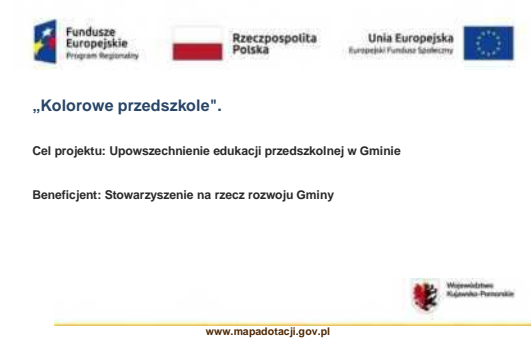 Fundusze
Europejskie
Program Regionalny
Rzeczpospolita
Polska
Unia Europejska
Europejski Fundusz Społeczny
„Kolorowe przedszkole".
Cel projektu: Upowszechnienie edukacji przedszkolnej w Gminie
Beneficjent: Stowarzyszenie na rzecz rozwoju Gminy
Województwo
Kujawsko-Pomorskie
www.mapadotacji.gov.pl